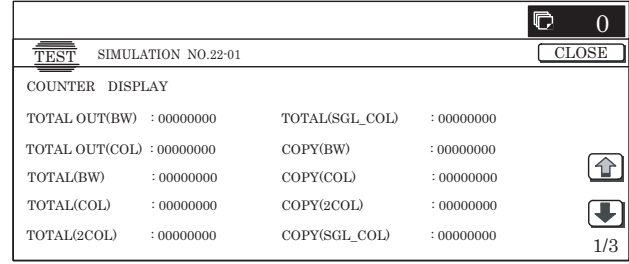 0
TEST SIMULATION NO.22-01 CLOSE
COUNTER DISPLAY
TOTAL OUT(BW) : 00000000 TOTAL(SGL_COL) : 00000000
TOTAL OUT(COL) : 00000000 COPY(BW) : 00000000
TOTAL(BW) : 00000000 COPY(COL) : 00000000
TOTAL(COL) : 00000000 COPY(2COL) : 00000000
TOTAL(2COL) : 00000000 COPY(SGL_COL) : 00000000
1/3